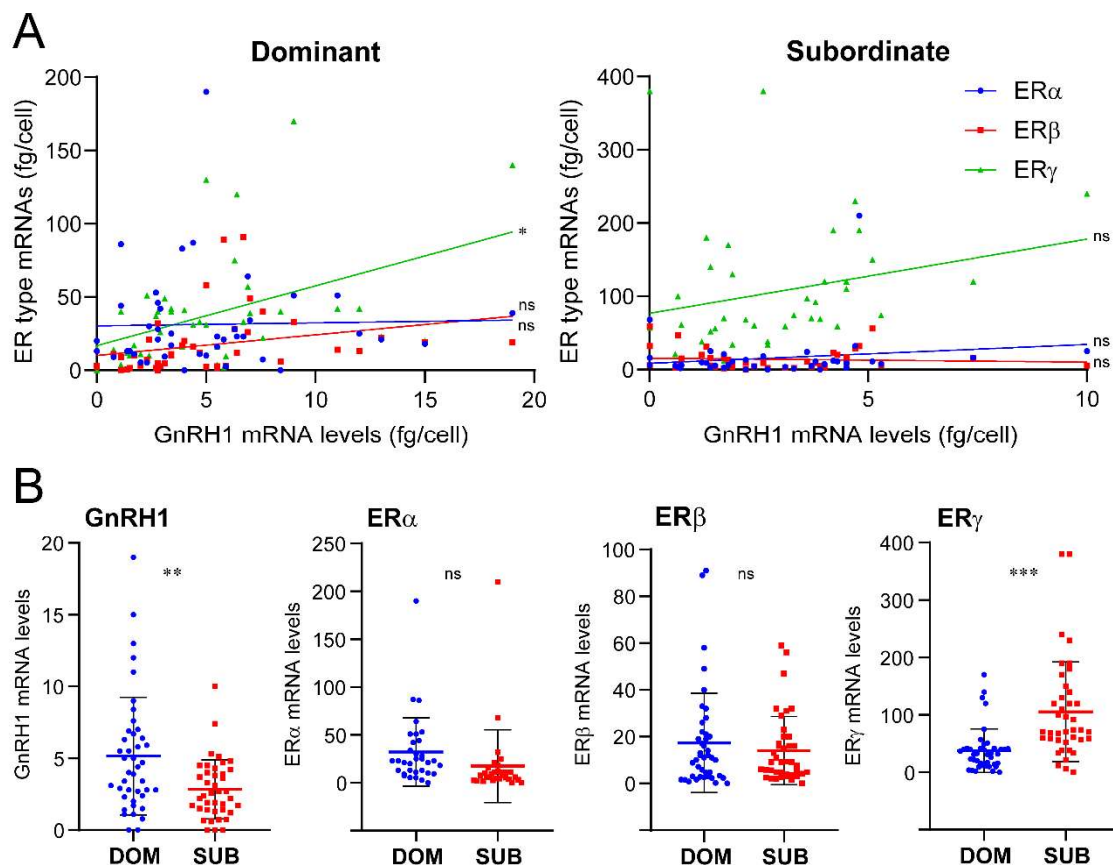 A
Dominant
ER type mRNAs (fg/cell)
200
150
100
50
0
0 5 10 15 20
GnRH1 mRNA levels (fg/cell)
*
ns
ns
Subordinate
ERα
ERβ
ERγ
ER type mRNAs (fg/cell)
400
300
200
100
0
0 5 10
GnRH1 mRNA levels (fg/cell)
ns
ns
ns
B
GnRH1
GnRH1 mRNA levels
20
15
10
5
0
**
DOM SUB
ERα
ERα mRNA levels
250
200
150
100
50
0
ns
DOM SUB
ERβ
ERβ mRNA levels
100
80
60
40
20
0
ns
DOM SUB
ERγ
ERγ mRNA levels
400
300
200
100
0
***
DOM SUB